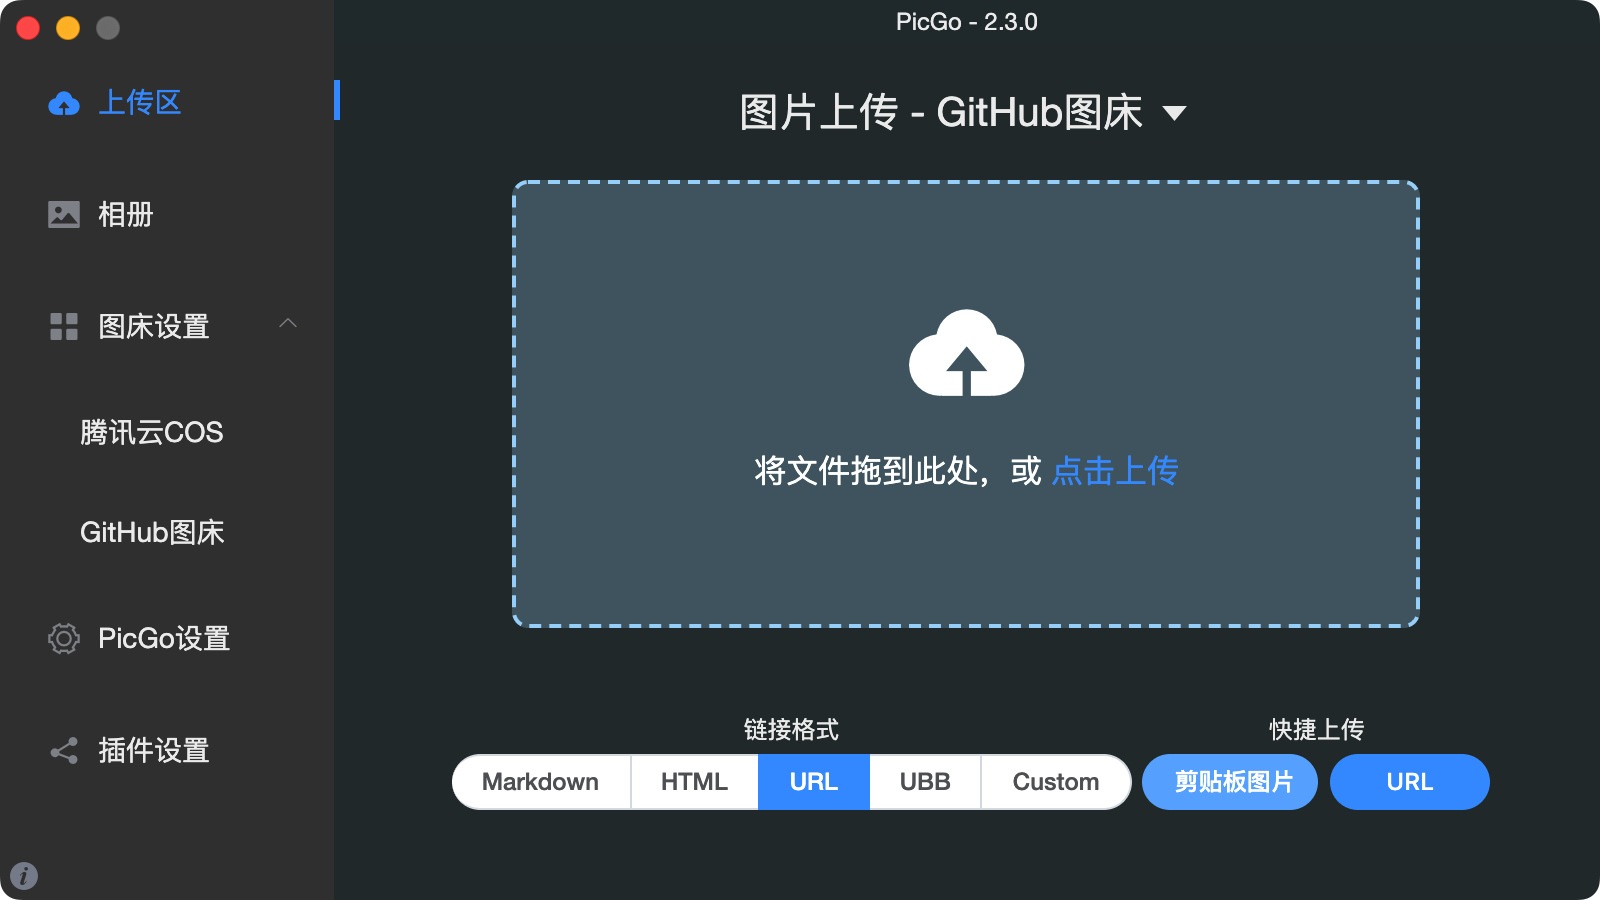 PicGo - 2.3.0
上传区
相册
图床设置
腾讯云COS
GitHub图床
PicGo设置
插件设置
图片上传 - GitHub图床
将文件拖到此处，或 点击上传
链接格式
Markdown HTML URL UBB Custom
快捷上传
剪贴板图片 URL